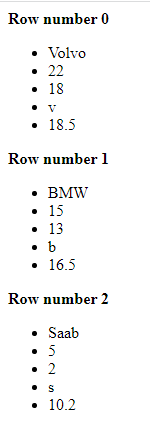 Row number 0
Volvo
22
18
v
18.5
Row number 1
BMW
15
13
b
16.5
Row number 2
Saab
5
2
s
10.2